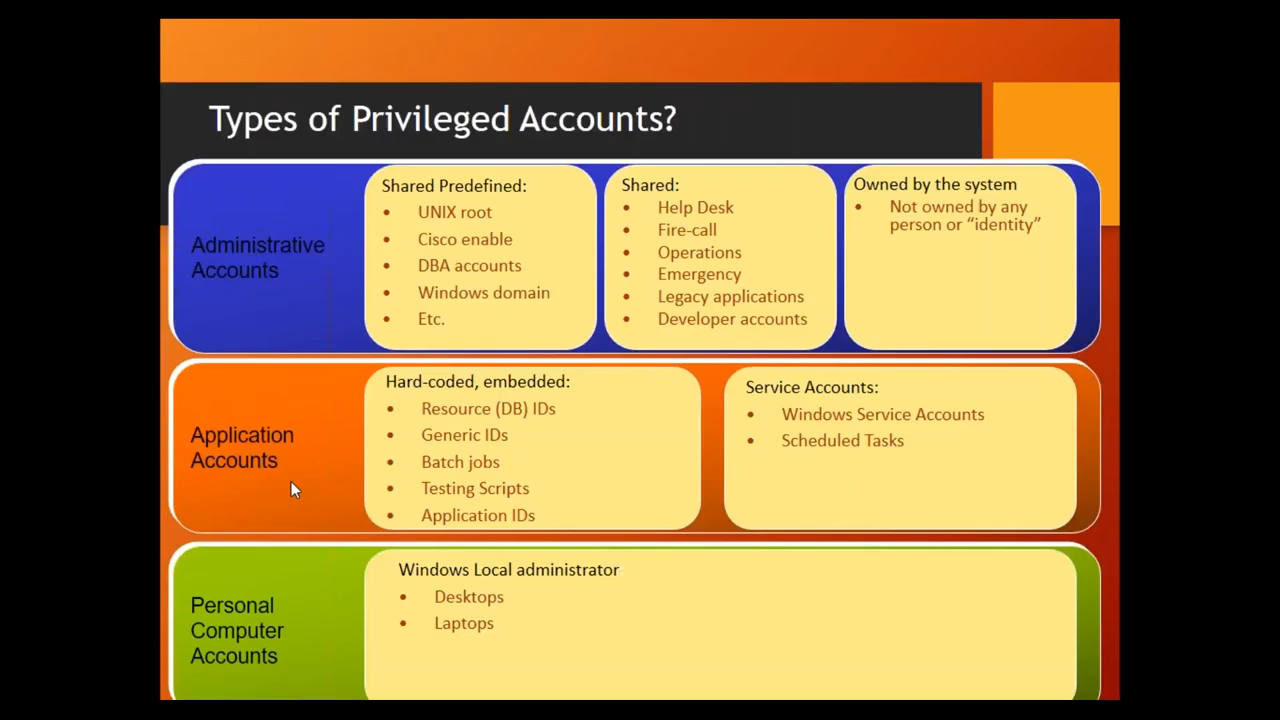 Types of Privileged Accounts?
Administrative
Accounts
Shared Predefined:
• UNIX root
• Cisco enable
• DBA accounts
• Windows domain
• Etc.
Shared:
• Help Desk
• Fire-call
• Operations
• Emergency
• Legacy applications
• Developer accounts
Owned by the system
• Not owned by any
person or “identity”
Application
Accounts
Hard-coded, embedded:
• Resource (DB) IDs
• Generic IDs
• Batch jobs
• Testing Scripts
• Application IDs
Service Accounts:
• Windows Service Accounts
• Scheduled Tasks
Personal
Computer
Accounts
Windows Local administrator
• Desktops
• Laptops